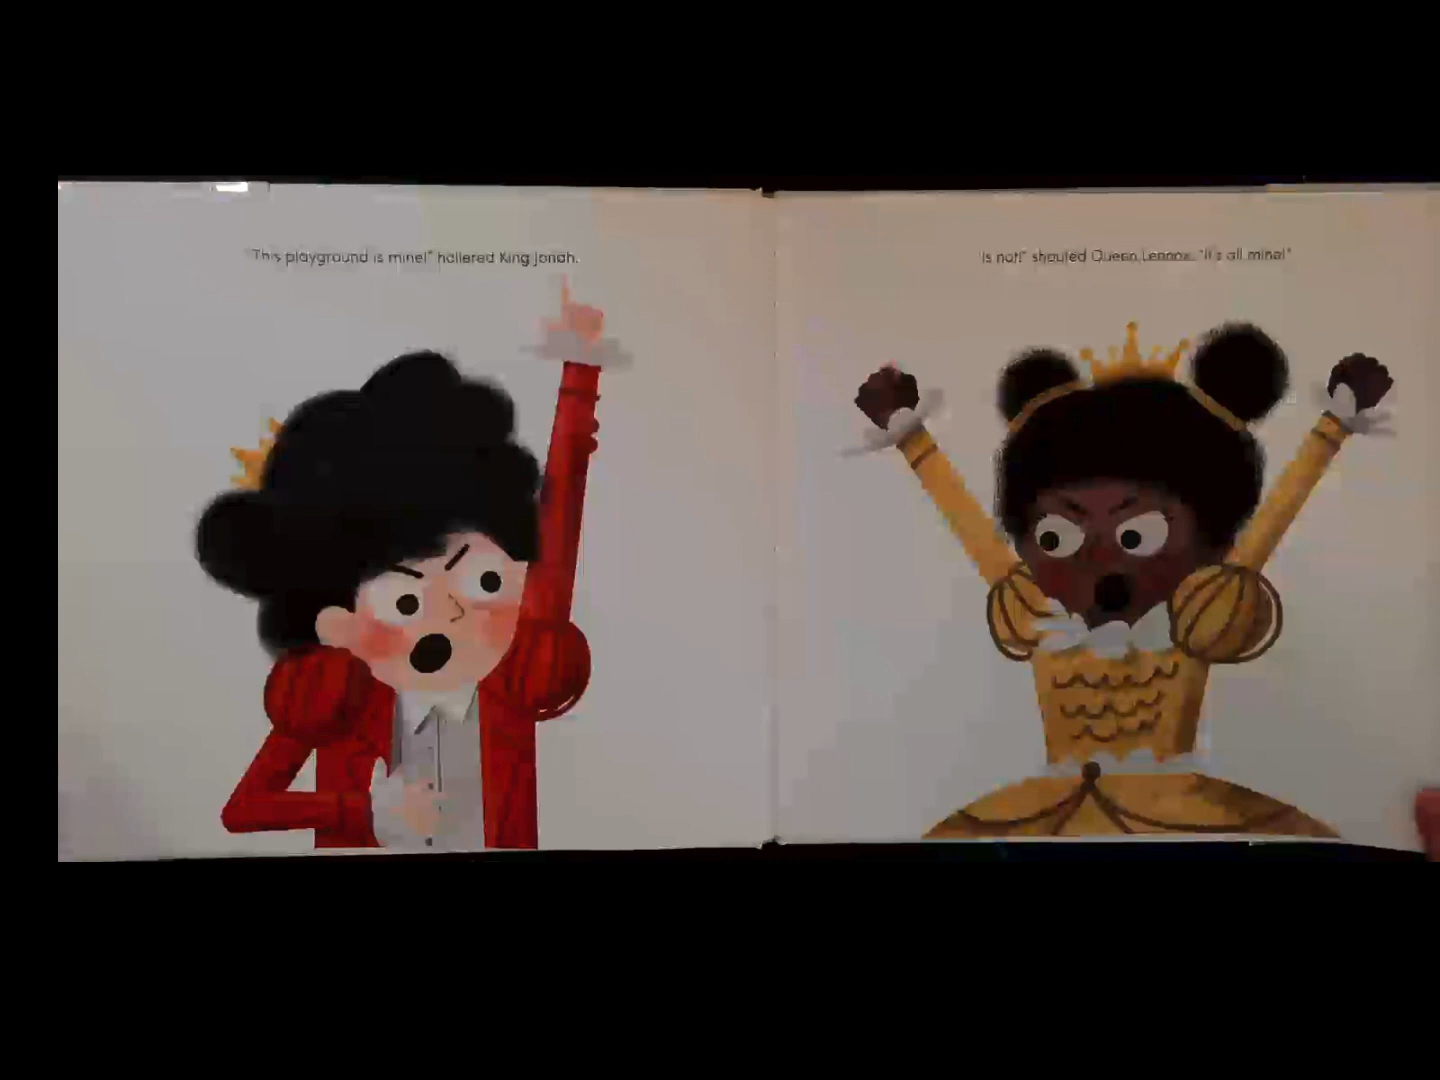 "This playground is mine!" hollered King Jonah.
"Is not!" shouted Queen Lennox. "It's all mine!"